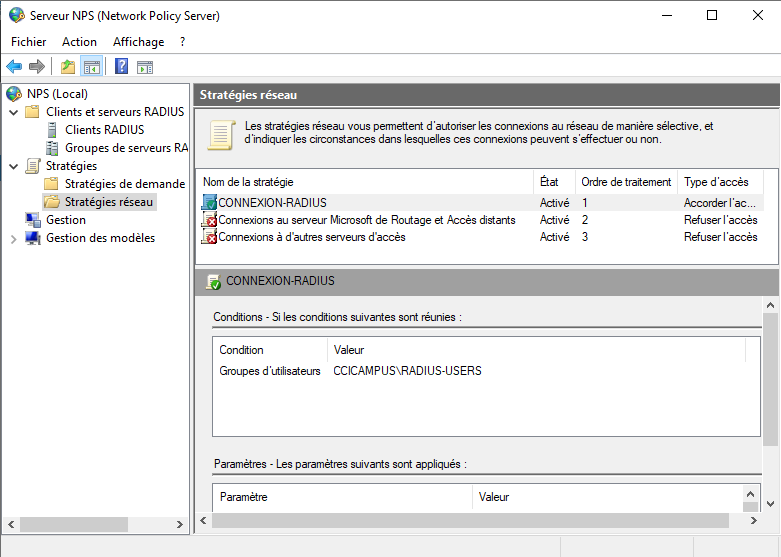 Serveur NPS (Network Policy Server)
Fichier Action Affichage ?
NPS (Local)
Clients et serveurs RADIUS
Clients RADIUS
Groupes de serveurs RA
Stratégies
Stratégies de demande
Stratégies réseau
Gestion
Gestion des modèles
Stratégies réseau
Les stratégies réseau vous permettent d'autoriser les connexions au réseau de manière sélective, et
d'indiquer les circonstances dans lesquelles ces connexions peuvent s'effectuer ou non.
Nom de la stratégie État Ordre de traitement Type d'accès
CONNEXION-RADIUS Activé 1 Accorder l'ac...
Connexions au serveur Microsoft de Routage et Accès distants Activé 2 Refuser l'accès
Connexions à d'autres serveurs d'accès Activé 3 Refuser l'accès
CONNEXION-RADIUS
Conditions - Si les conditions suivantes sont réunies :
Condition Valeur
Groupes d'utilisateurs CCICAMPUS\RADIUS-USERS
Paramètres - Les paramètres suivants sont appliqués :
Paramètre Valeur